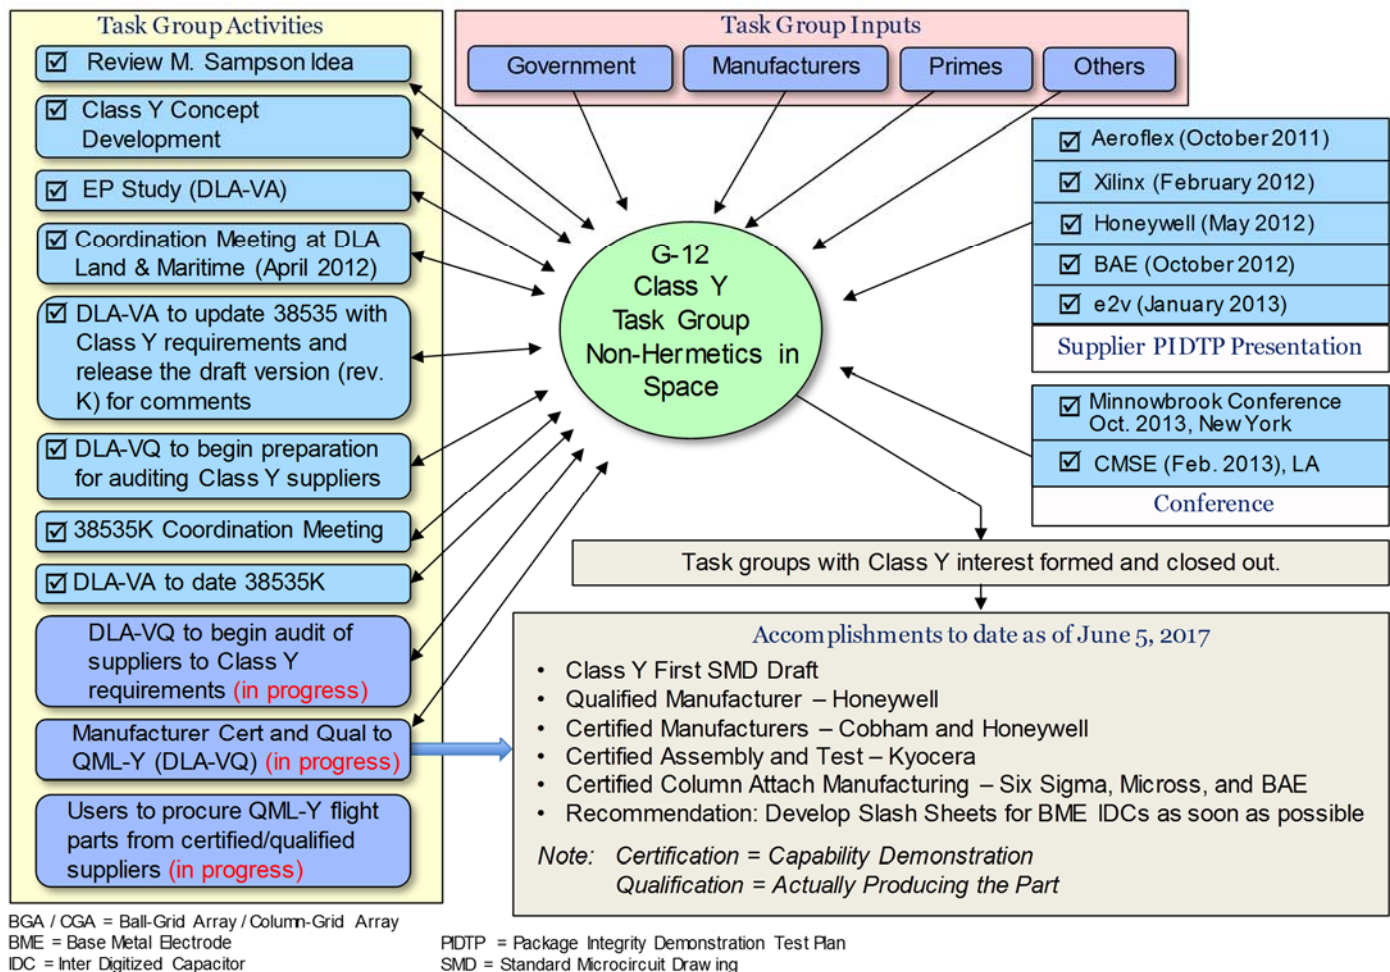 Task Group Activities
Review M. Sampson Idea
Class Y Concept
Development
EP Study (DLA-VA)
Coordination Meeting at DLA
Land & Maritime (April 2012)
DLA-VA to update 38535 with
Class Y requirements and
release the draft version (rev.
K) for comments
DLA-VQ to begin preparation
for auditing Class Y suppliers
38535K Coordination Meeting
DLA-VA to date 38535K
DLA-VQ to begin audit of
suppliers to Class Y
requirements (in progress)
Manufacturer Cert and Qual to
QML-Y (DLA-VQ) (in progress)
Users to procure QML-Y flight
parts from certified/qualified
suppliers (in progress)
Task Group Inputs
Government
Manufacturers
Primes
Others
G-12
Class Y
Task Group
Non-Hermetics in
Space
Aeroflex (October 2011)
Xilinx (February 2012)
Honeywell (May 2012)
BAE (October 2012)
e2v (January 2013)
Supplier PIDTP Presentation
Minnowbrook Conference
Oct. 2013, New York
CMSE (Feb. 2013), LA
Conference
Task groups with Class Y interest formed and closed out.
Accomplishments to date as of June 5, 2017
• Class Y First SMD Draft
• Qualified Manufacturer – Honeywell
• Certified Manufacturers – Cobham and Honeywell
• Certified Assembly and Test – Kyocera
• Certified Column Attach Manufacturing – Six Sigma, Micross, and BAE
• Recommendation: Develop Slash Sheets for BME IDCs as soon as possible
Note: Certification = Capability Demonstration
Qualification = Actually Producing the Part
BGA / CGA = Ball-Grid Array / Column-Grid Array
BME = Base Metal Electrode
IDC = Inter Digitized Capacitor
PIDTP = Package Integrity Demonstration Test Plan
SMD = Standard Microcircuit Drawing